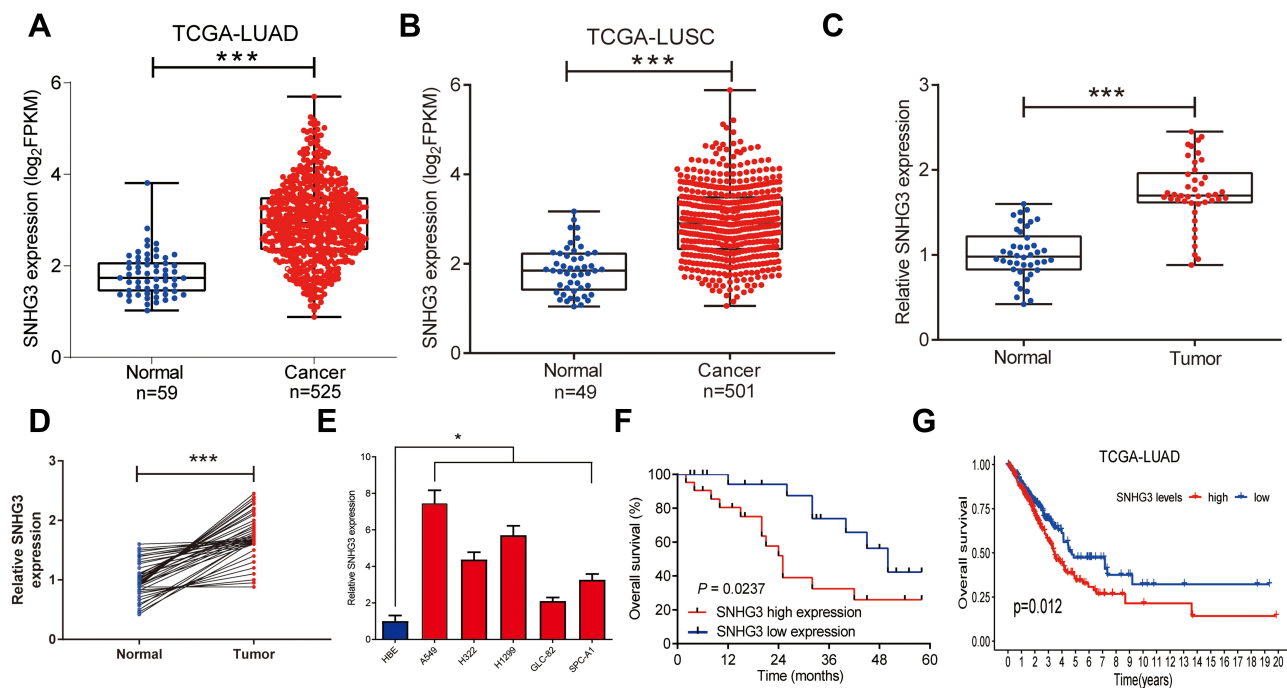 A
TCGA-LUAD
***
SNHG3 expression (log₂FPKM)
6
4
2
0
Normal
n=59
Cancer
n=525
B
TCGA-LUSC
***
SNHG3 expression (log₂FPKM)
6
4
2
0
Normal
n=49
Cancer
n=501
C
***
Relative SNHG3 expression
3
2
1
0
Normal
Tumor
D
***
Relative SNHG3
expression
3
2
1
0
Normal
Tumor
E
*
Relative SNHG3 expression
10
8
6
4
2
0
HBE
A549
H322
H1299
GLC-82
SPC-A1
F
Overall survival (%)
100
80
60
40
20
0
P = 0.0237
SNHG3 high expression
SNHG3 low expression
0 12 24 36 48 60
Time (months)
G
TCGA-LUAD
SNHG3 levels high low
Overall survival
1.00
0.75
0.50
0.25
0.00
p=0.012
0 1 2 3 4 5 6 7 8 9 10 11 12 13 14 15 16 17 18 19 20
Time(years)